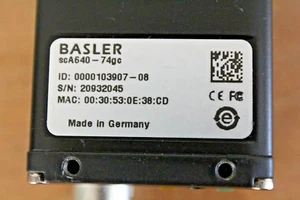 BASLER
scA640-74gc
ID: 0000103907-08
S/N: 20932045
MAC: 00:30:53:0E:38:CD
CE FC
Made in Germany
e